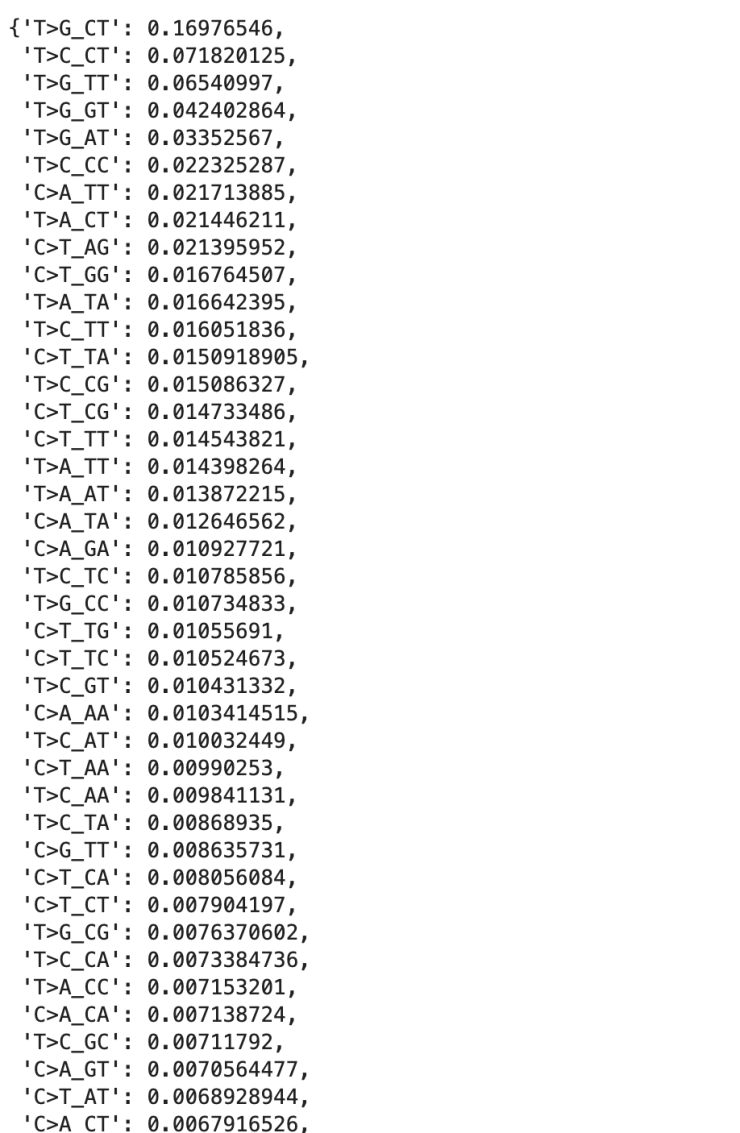 {'T>G_CT': 0.16976546,
'T>C_CT': 0.071820125,
'T>G_TT': 0.06540997,
'T>G_GT': 0.042402864,
'T>G_AT': 0.03352567,
'T>C_CC': 0.022325287,
'C>A_TT': 0.021713885,
'T>A_CT': 0.021446211,
'C>T_AG': 0.021395952,
'C>T_GG': 0.016764507,
'T>A_TA': 0.016642395,
'T>C_TT': 0.016051836,
'C>T_TA': 0.0150918905,
'T>C_CG': 0.015086327,
'C>T_CG': 0.014733486,
'C>T_TT': 0.014543821,
'T>A_TT': 0.014398264,
'T>A_AT': 0.013872215,
'C>A_TA': 0.012646562,
'C>A_GA': 0.010927721,
'T>C_TC': 0.010785856,
'T>G_CC': 0.010734833,
'C>T_TG': 0.01055691,
'C>T_TC': 0.010524673,
'T>C_GT': 0.010431332,
'C>A_AA': 0.0103414515,
'T>C_AT': 0.010032449,
'C>T_AA': 0.00990253,
'T>C_AA': 0.009841131,
'T>C_TA': 0.00868935,
'C>G_TT': 0.008635731,
'C>T_CA': 0.008056084,
'C>T_CT': 0.007904197,
'T>G_CG': 0.0076370602,
'T>C_CA': 0.0073384736,
'T>A_CC': 0.007153201,
'C>A_CA': 0.007138724,
'T>C_GC': 0.00711792,
'C>A_GT': 0.0070564477,
'C>T_AT': 0.0068928944,
'C>A_CT': 0.0067916526,